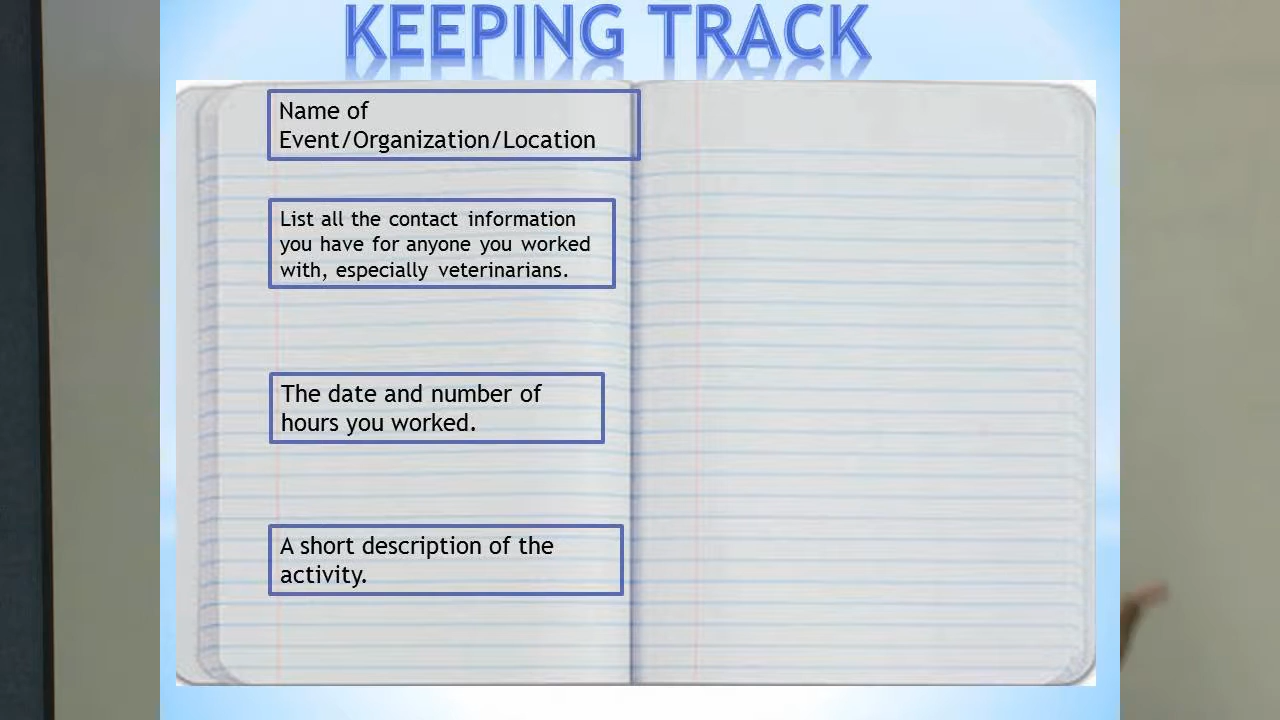 KEEPING TRACK
Name of
Event/Organization/Location
List all the contact information
you have for anyone you worked
with, especially veterinarians.
The date and number of
hours you worked.
A short description of the
activity.